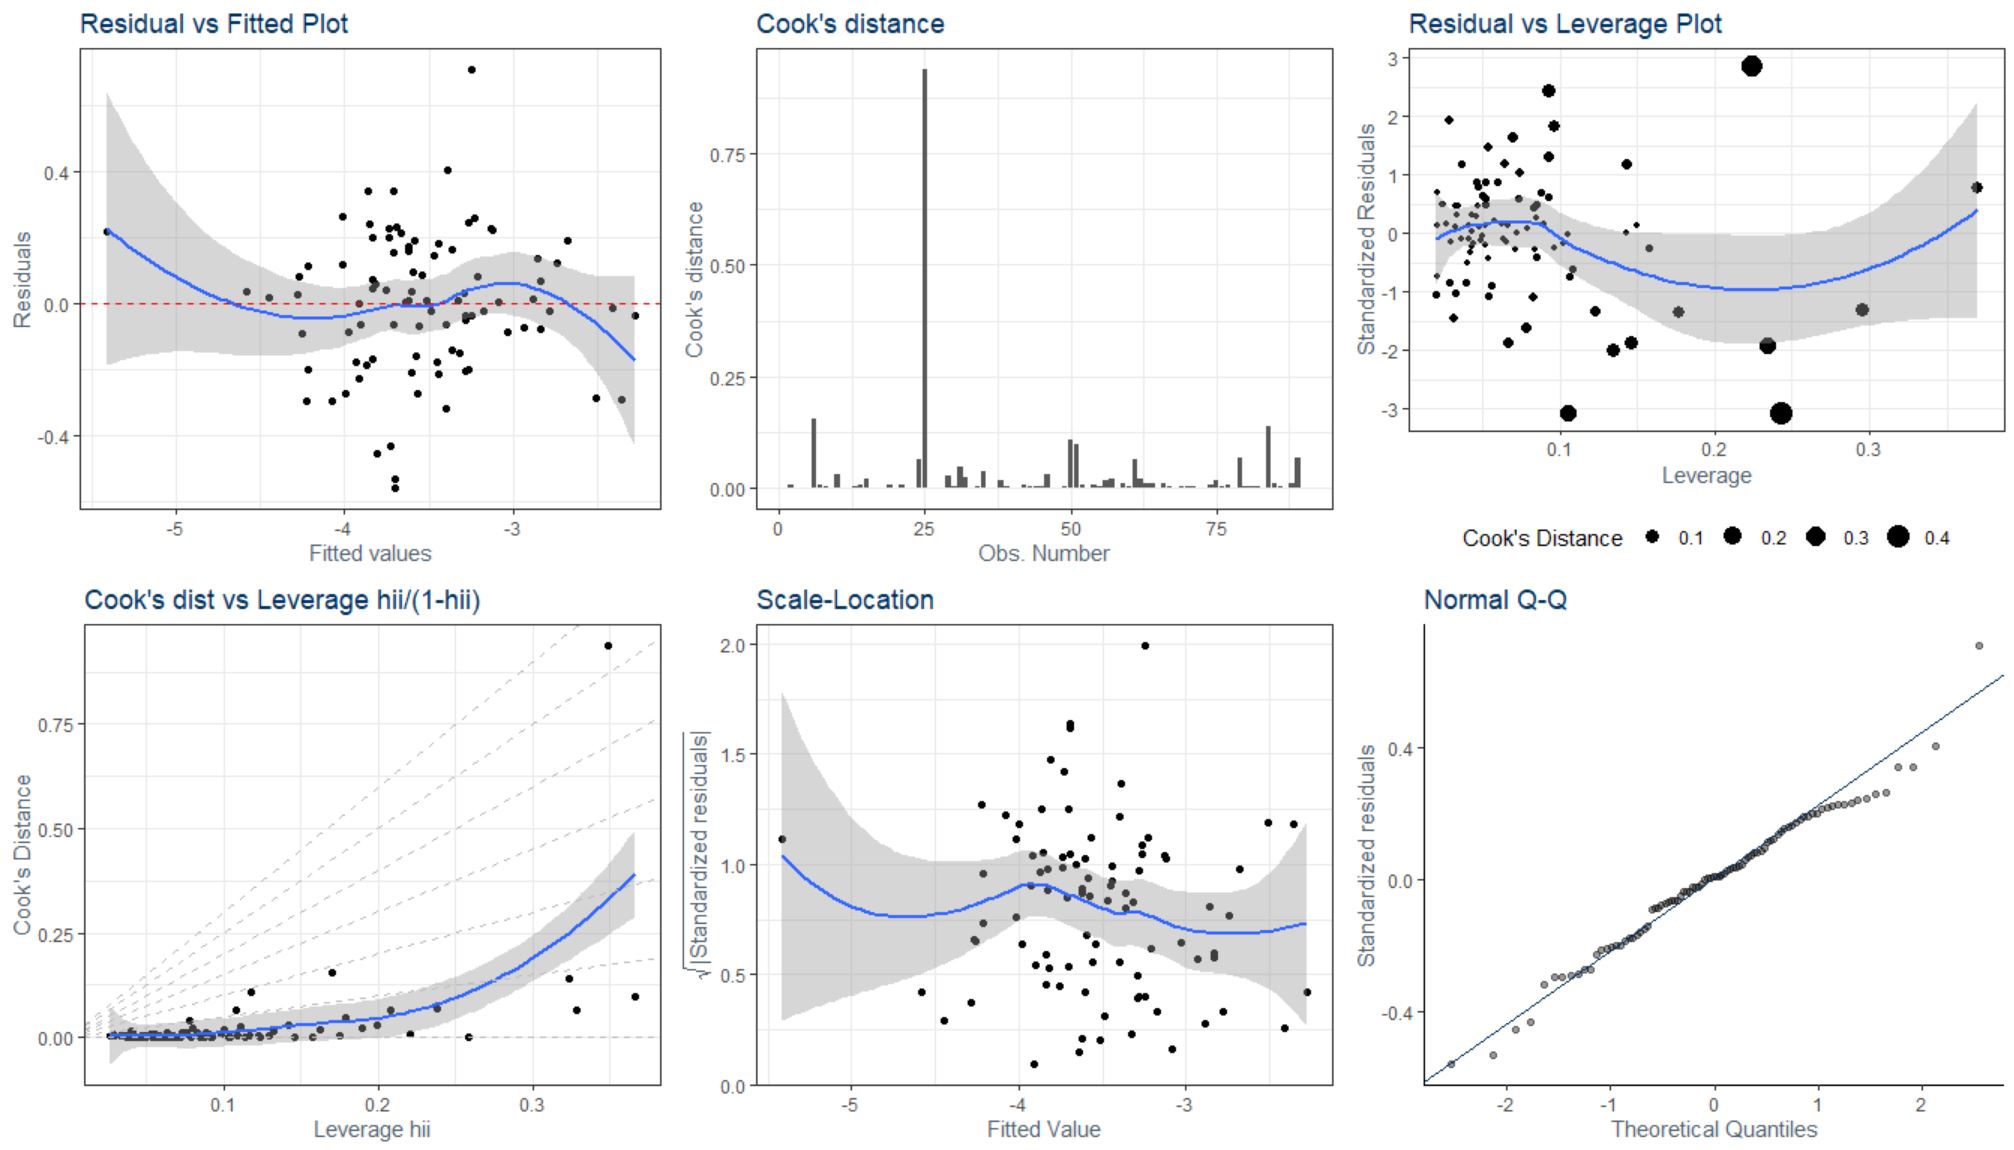 Residual vs Fitted Plot
Residuals
0.4
0.0
-0.4
-5 -4 -3
Fitted values
Cook's distance
Cook's distance
0.75
0.50
0.25
0.00
0 25 50 75
Obs. Number
Residual vs Leverage Plot
Standardized Residuals
3
2
1
0
-1
-2
-3
0.1 0.2 0.3
Leverage
Cook's Distance 0.1 0.2 0.3 0.4
Cook's dist vs Leverage hii/(1-hii)
Cook's Distance
0.75
0.50
0.25
0.00
0.1 0.2 0.3
Leverage hii
Scale-Location
√|Standardized residuals|
2.0
1.5
1.0
0.5
0.0
-5 -4 -3
Fitted Value
Normal Q-Q
Standardized residuals
0.4
0.0
-0.4
-2 -1 0 1 2
Theoretical Quantiles